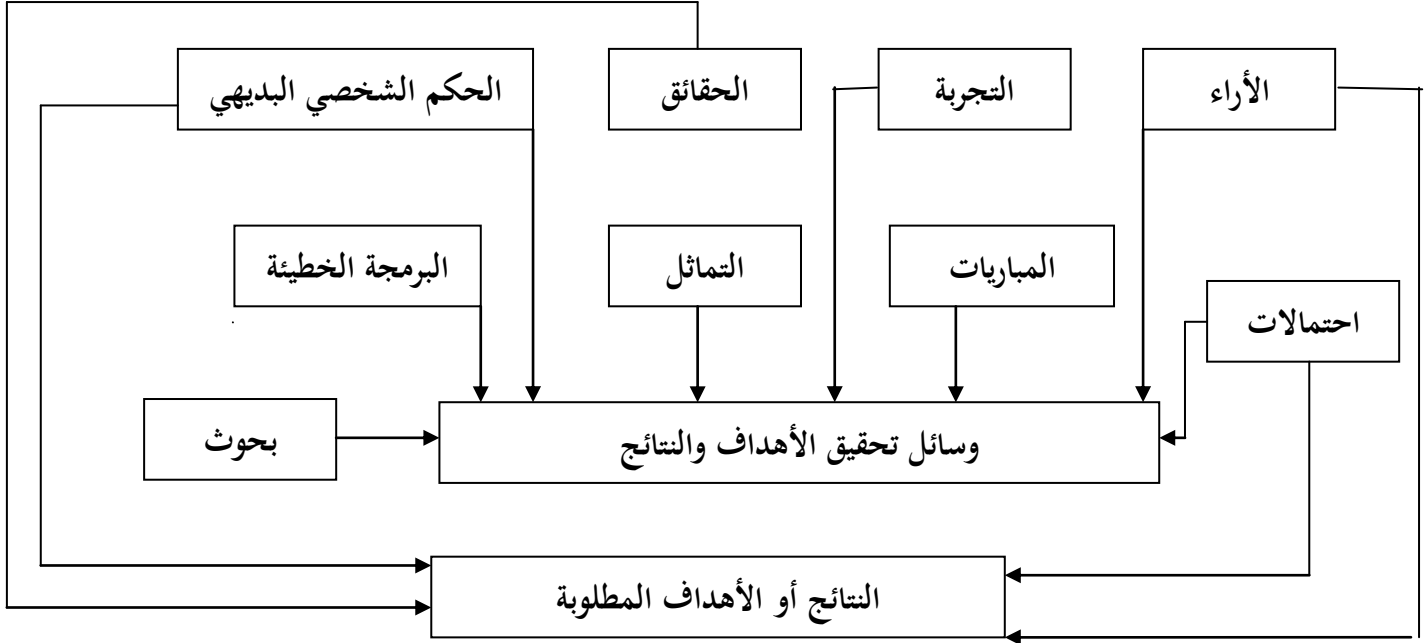 الأراء
التجربة
الحقائق
الحكم الشخصي البديهي
المباريات
التماثل
البرمجة الخطيئة
احتمالات
بحوث
وسائل تحقيق الأهداف والنتائج
النتائج أو الأهداف المطلوبة